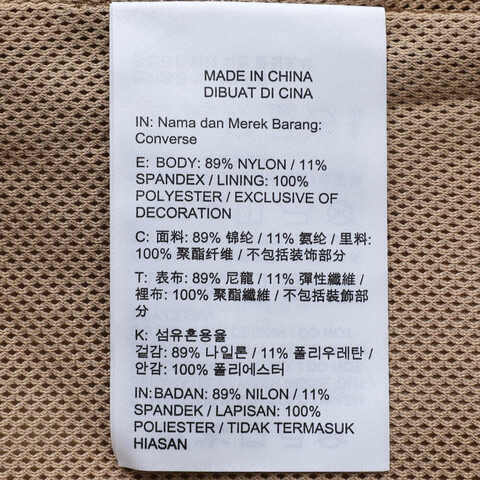 MADE IN CHINA
DIBUAT DI CINA
IN: Nama dan Merek Barang:
Converse
E: BODY: 89% NYLON / 11%
SPANDEX / LINING: 100%
POLYESTER / EXCLUSIVE OF
DECORATION
C: 面料: 89% 锦纶 / 11% 氨纶 / 里料:
100% 聚酯纤维 / 不包括装饰部分
T: 表布: 89% 尼龍 / 11% 彈性纖維 /
裡布: 100% 聚酯纖維 / 不包括裝飾部
分
K: 섬유혼용율
겉감: 89% 나일론 / 11% 폴리우레탄 /
안감: 100% 폴리에스터
IN: BADAN: 89% NILON / 11%
SPANDEK / LAPISAN: 100%
POLIESTER / TIDAK TERMASUK
HIASAN